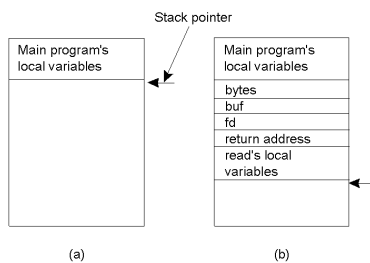 Stack pointer
Main program's
local variables
(a)
Main program's
local variables
bytes
buf
fd
return address
read's local
variables
(b)